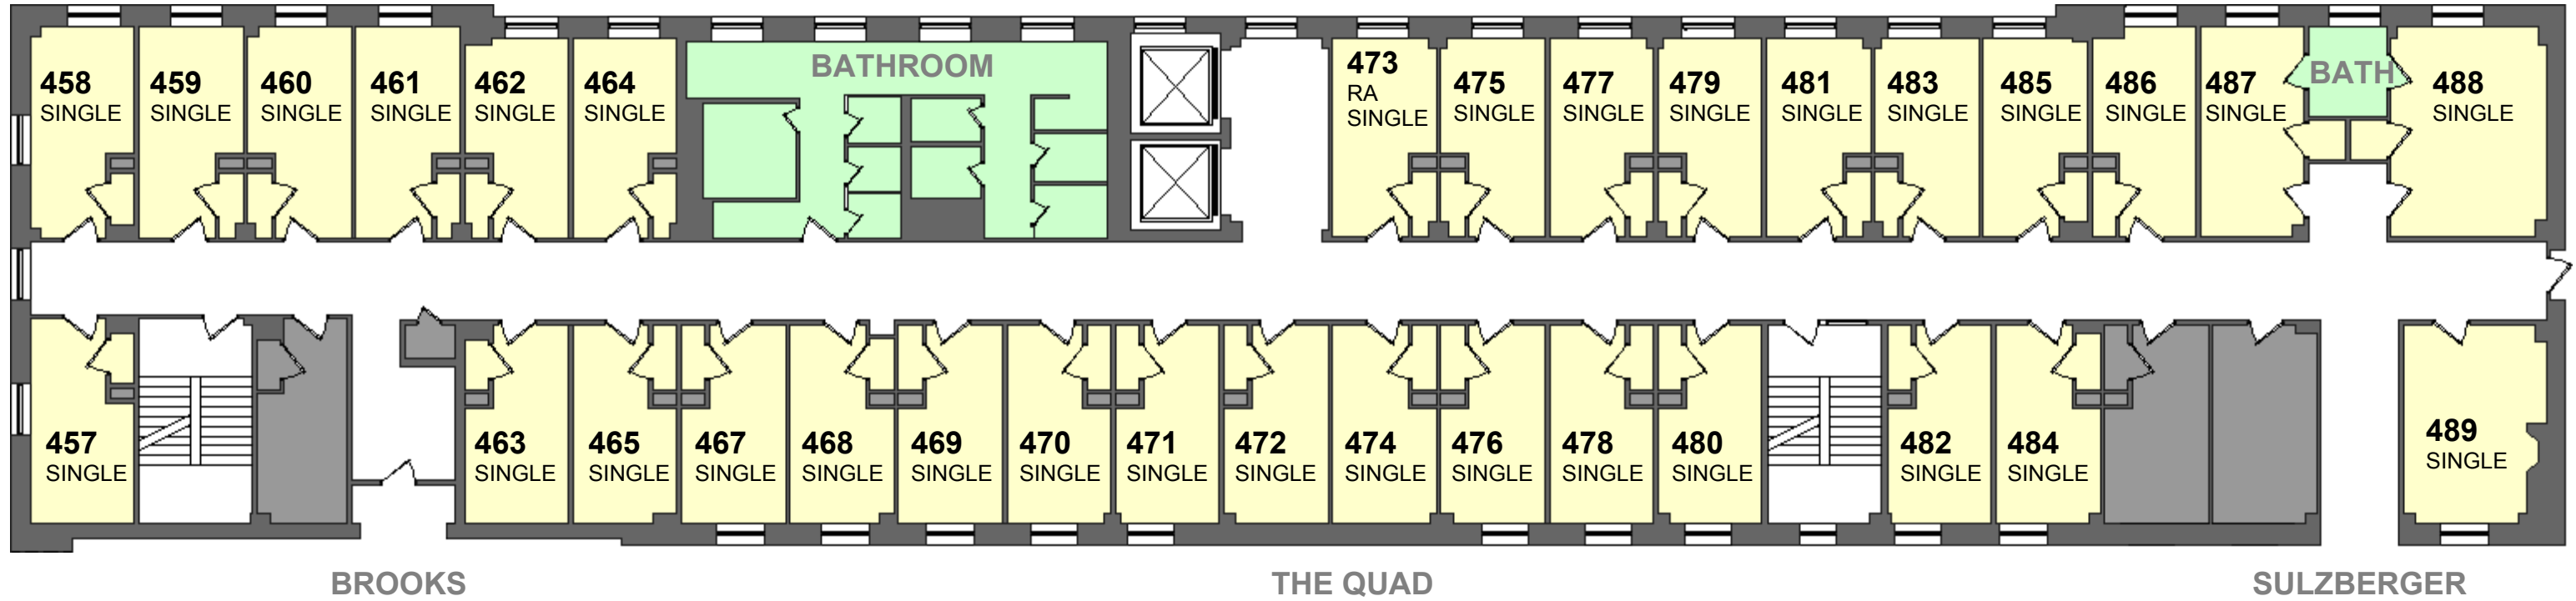 458
SINGLE
459
SINGLE
460
SINGLE
461
SINGLE
462
SINGLE
464
SINGLE
BATHROOM
473
RA
SINGLE
475
SINGLE
477
SINGLE
479
SINGLE
481
SINGLE
483
SINGLE
485
SINGLE
486
SINGLE
487
SINGLE
BATH
488
SINGLE
457
SINGLE
463
SINGLE
465
SINGLE
467
SINGLE
468
SINGLE
469
SINGLE
470
SINGLE
471
SINGLE
472
SINGLE
474
SINGLE
476
SINGLE
478
SINGLE
480
SINGLE
482
SINGLE
484
SINGLE
489
SINGLE
BROOKS
THE QUAD
SULZBERGER